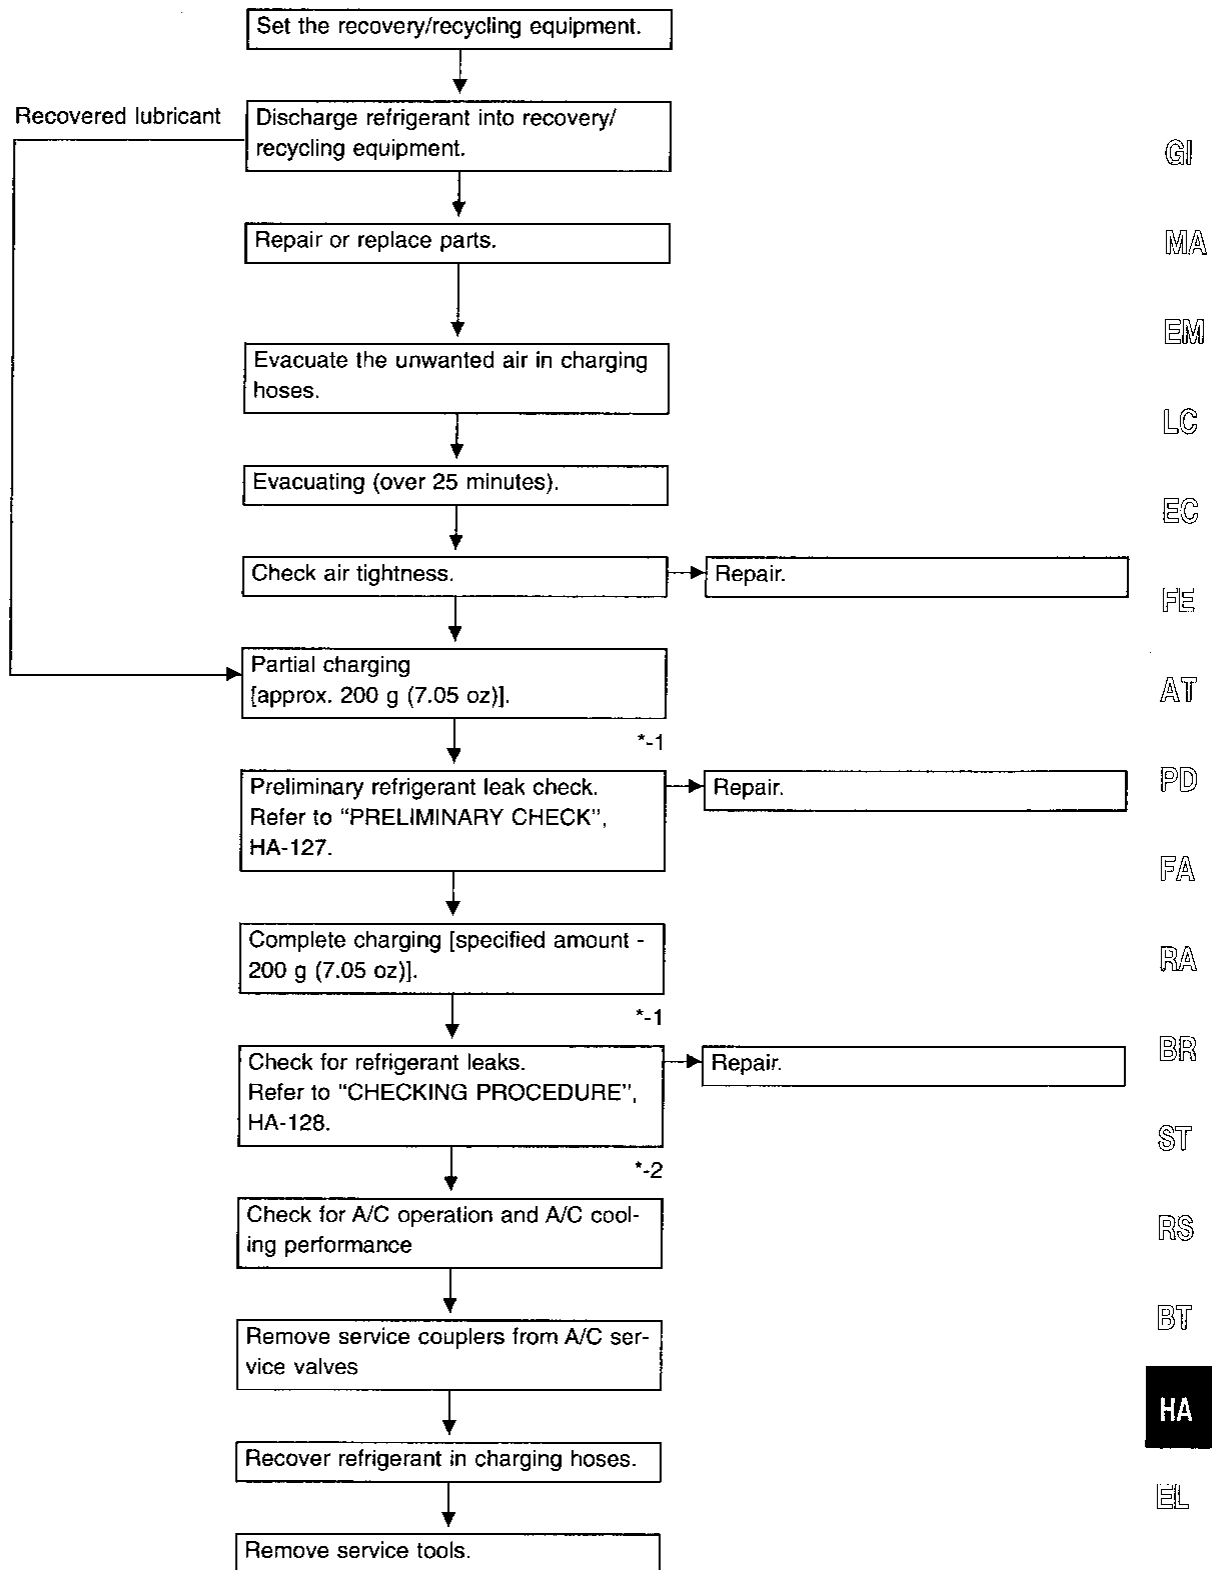 Set the recovery/recycling equipment.
Recovered lubricant
Discharge refrigerant into recovery/
recycling equipment.
Repair or replace parts.
Evacuate the unwanted air in charging
hoses.
Evacuating (over 25 minutes).
Check air tightness.
Repair.
Partial charging
[approx. 200 g (7.05 oz)].
*-1
Preliminary refrigerant leak check.
Refer to “PRELIMINARY CHECK”,
HA-127.
Repair.
Complete charging [specified amount -
200 g (7.05 oz)].
*-1
Check for refrigerant leaks.
Refer to “CHECKING PROCEDURE”,
HA-128.
Repair.
*-2
Check for A/C operation and A/C cool-
ing performance
Remove service couplers from A/C ser-
vice valves
Recover refrigerant in charging hoses.
Remove service tools.
GI
MA
EM
LC
EC
FE
AT
PD
FA
RA
BR
ST
RS
BT
HA
EL